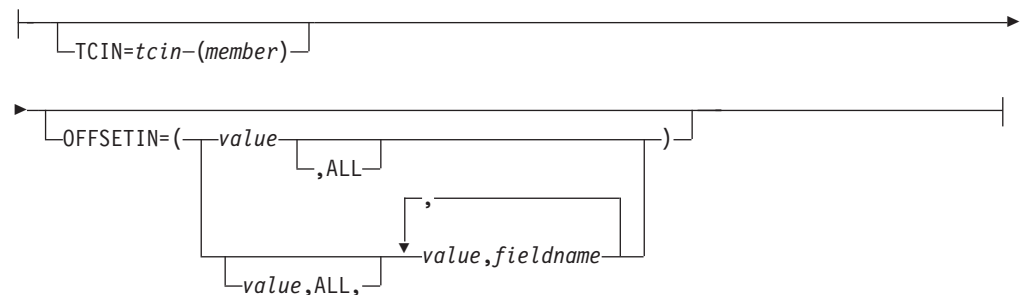 TCIN=tcin-(member)
OFFSETIN=( value )
,ALL
,
value,fieldname
value,ALL,